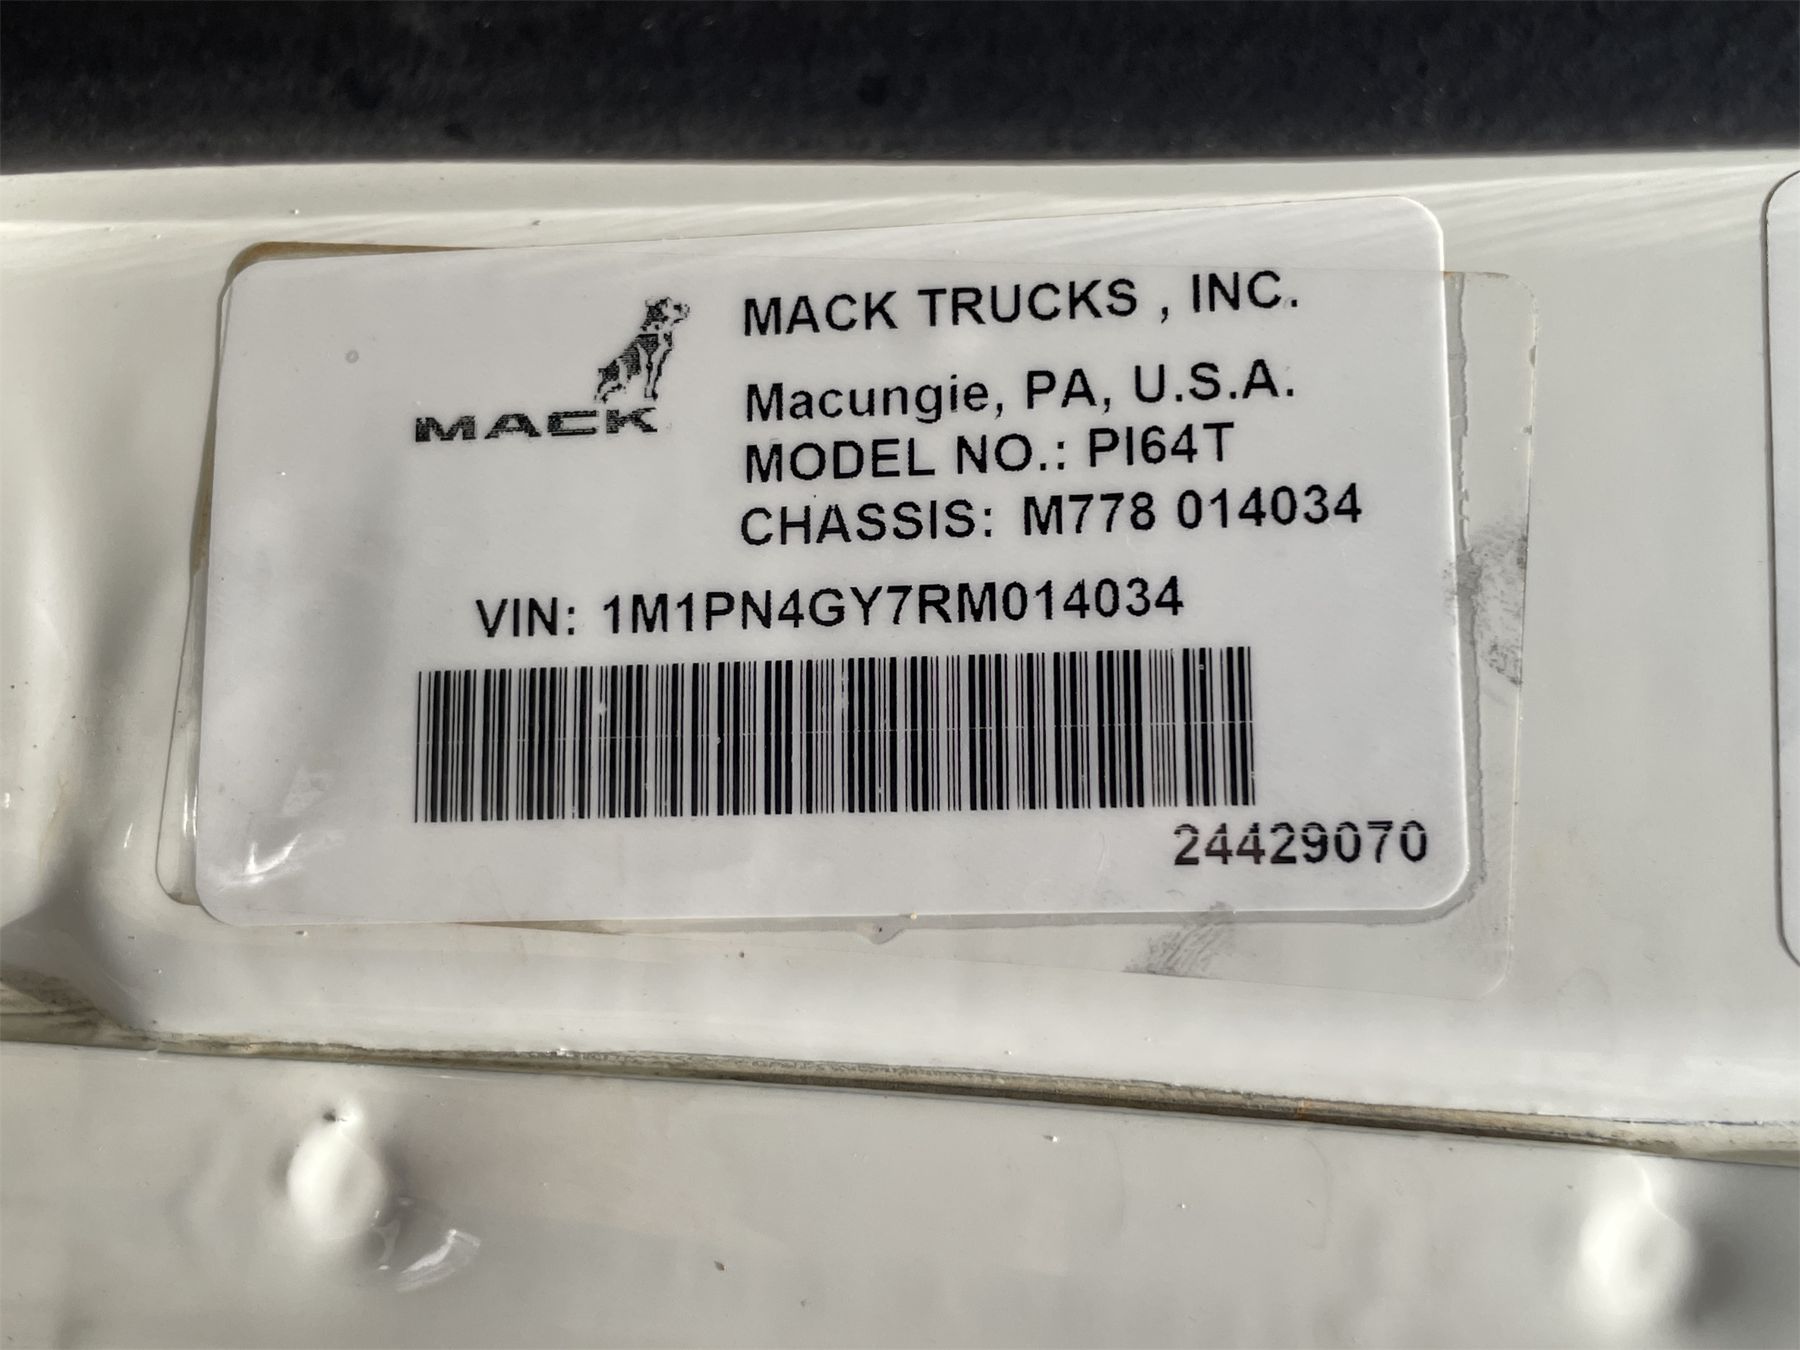 MACK
MACK TRUCKS , INC.
Macungie, PA, U.S.A.
MODEL NO.: PI64T
CHASSIS: M778 014034
VIN: 1M1PN4GY7RM014034
24429070